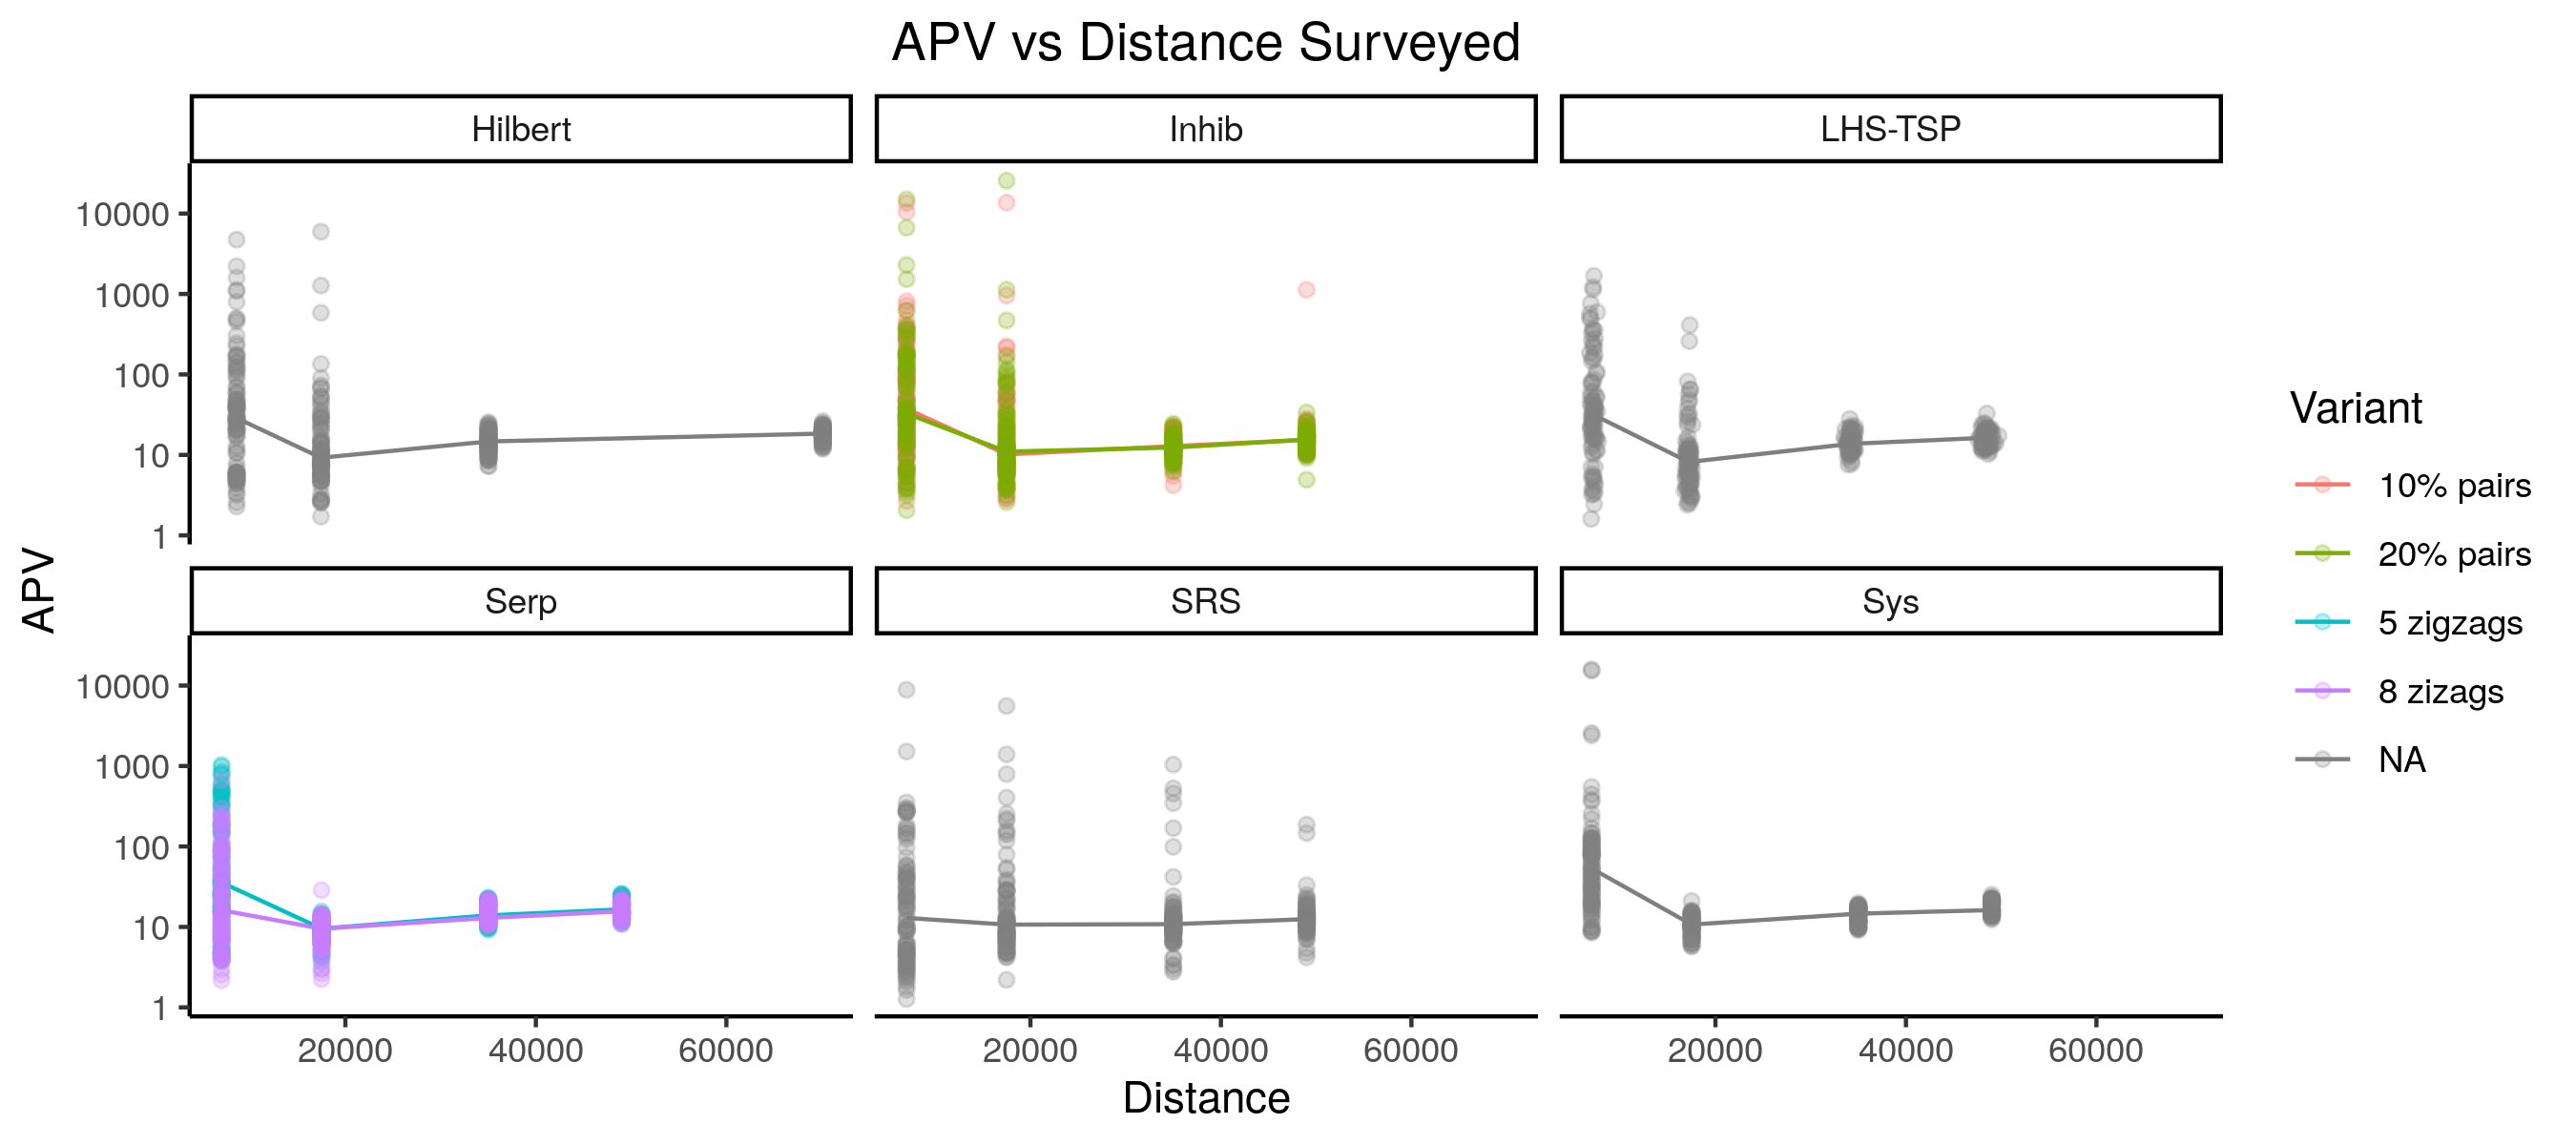 APV vs Distance Surveyed
Hilbert
Inhib
LHS-TSP
10000
1000
100
10
1
APV
Serp
SRS
Sys
10000
1000
100
10
1
20000 40000 60000
20000 40000 60000
20000 40000 60000
Distance
Variant
10% pairs
20% pairs
5 zigzags
8 zizags
NA